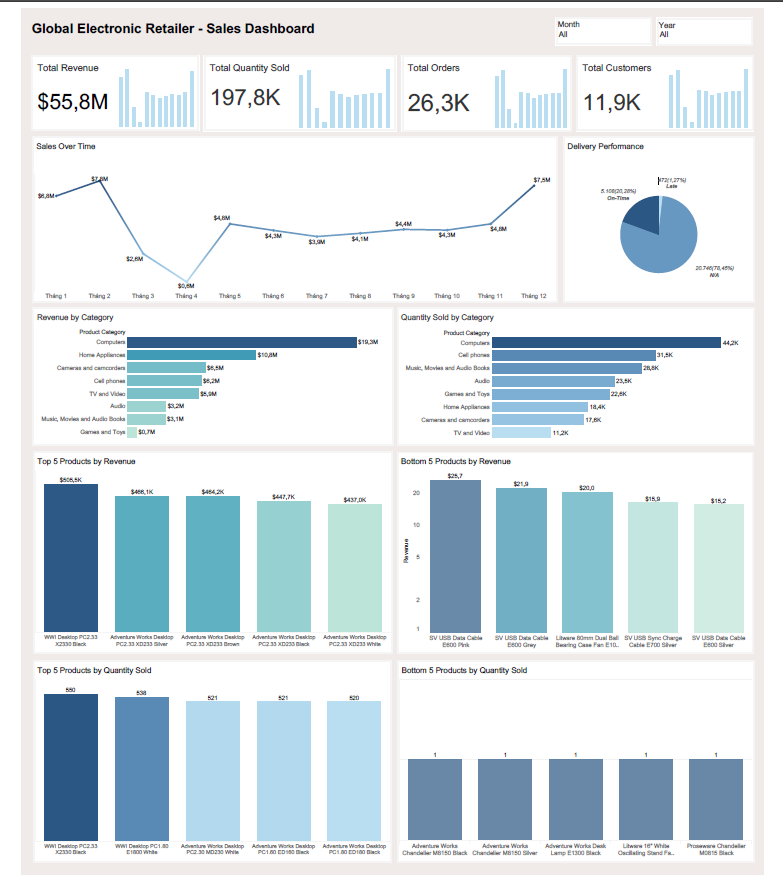 Global Electronic Retailer - Sales Dashboard
Month
All
Year
All
Total Revenue
$55,8M
Total Quantity Sold
197,8K
Total Orders
26,3K
Total Customers
11,9K
Sales Over Time
$6,8M
$7,8M
$2,6M
$0,8M
$4,8M
$4,3M
$3,9M
$4,1M
$4,4M
$4,3M
$4,8M
$7,5M
Tháng 1
Tháng 2
Tháng 3
Tháng 4
Tháng 5
Tháng 6
Tháng 7
Tháng 8
Tháng 9
Tháng 10
Tháng 11
Tháng 12
Delivery Performance
472(1,27%)
Late
5.108(20,28%)
On-Time
20.746(78,45%)
N/A
Revenue by Category
Product Category
Computers $19,3M
Home Appliances $10,8M
Cameras and camcorders $6,5M
Cell phones $6,2M
TV and Video $5,9M
Audio $3,2M
Music, Movies and Audio Books $3,1M
Games and Toys $0,7M
Quantity Sold by Category
Product Category
Computers 44,2K
Cell phones 31,5K
Music, Movies and Audio Books 28,8K
Audio 23,5K
Games and Toys 22,6K
Home Appliances 18,4K
Cameras and camcorders 17,6K
TV and Video 11,2K
Top 5 Products by Revenue
$505,5K
$466,1K
$464,2K
$447,7K
$437,0K
WWI Desktop PC2.33
X2330 Black
Adventure Works Desktop
PC2.33 XD233 Silver
Adventure Works Desktop
PC2.33 XD233 Brown
Adventure Works Desktop
PC2.33 XD233 Black
Adventure Works Desktop
PC2.33 XD233 White
Bottom 5 Products by Revenue
Revenue
20
10
5
2
1
$25,7
$21,9
$20,0
$15,9
$15,2
SV USB Data Cable
E600 Pink
SV USB Data Cable
E600 Grey
Litware 80mm Dual Ball
Bearing Case Fan E10..
SV USB Sync Charge
Cable E700 Silver
SV USB Data Cable
E600 Silver
Top 5 Products by Quantity Sold
550
538
521
521
520
WWI Desktop PC2.33
X2330 Black
WWI Desktop PC1.80
E1800 White
Adventure Works Desktop
PC2.30 MD230 White
Adventure Works Desktop
PC1.60 ED160 Black
Adventure Works Desktop
PC1.80 ED180 Black
Bottom 5 Products by Quantity Sold
1
1
1
1
1
Adventure Works
Chandelier M8150 Black
Adventure Works
Chandelier M8150 Silver
Adventure Works Desk
Lamp E1300 Black
Litware 16" White
Oscillating Stand Fa..
Proseware Chandelier
M0815 Black